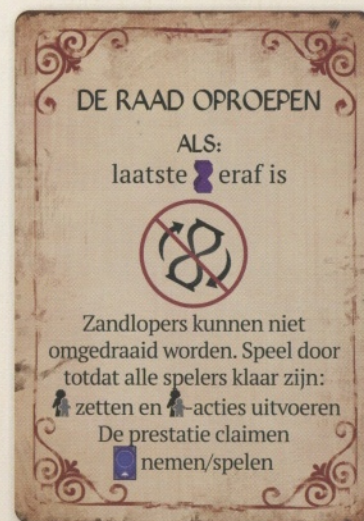 DE RAAD OPROEPEN
ALS:
laatste eraf is
Zandlopers kunnen niet
omgedraaid worden. Speel door
totdat alle spelers klaar zijn:
zetten en -acties uitvoeren
De prestatie claimen
nemen/spelen